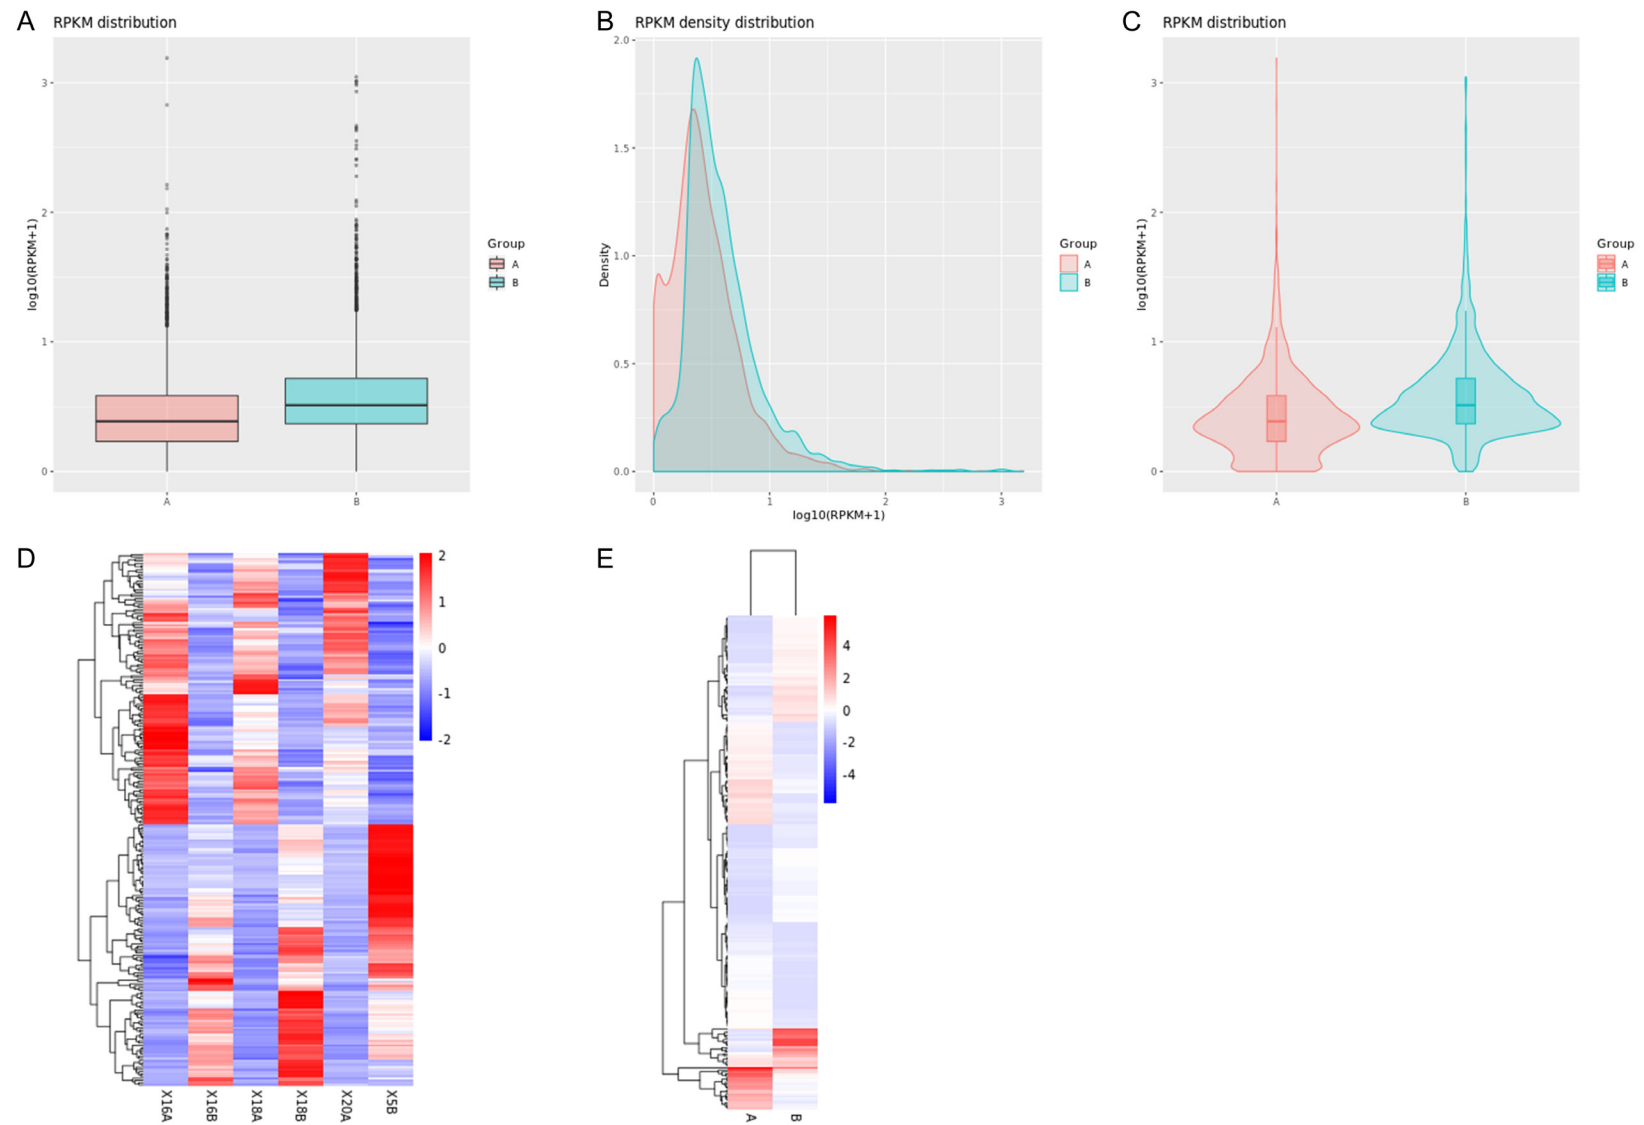 A
RPKM distribution
log10(RPKM+1)
3
2
1
0
A
B
Group
A
B
B
RPKM density distribution
Density
2.0
1.5
1.0
0.5
0.0
0
1
2
3
log10(RPKM+1)
Group
A
B
C
RPKM distribution
log10(RPKM+1)
3
2
1
0
A
B
Group
A
B
D
2
1
0
-1
-2
X16A
X16B
X18A
X18B
X20A
X5B
E
4
2
0
-2
-4
A
B